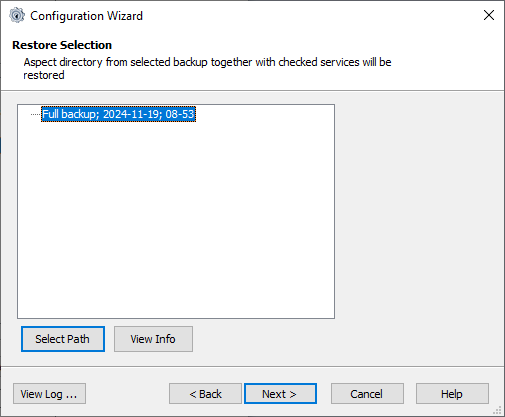 Configuration Wizard
Restore Selection
Aspect directory from selected backup together with checked services will be
restored
Full backup; 2024-11-19; 08-53
Select Path
View Info
View Log ...
< Back
Next >
Cancel
Help